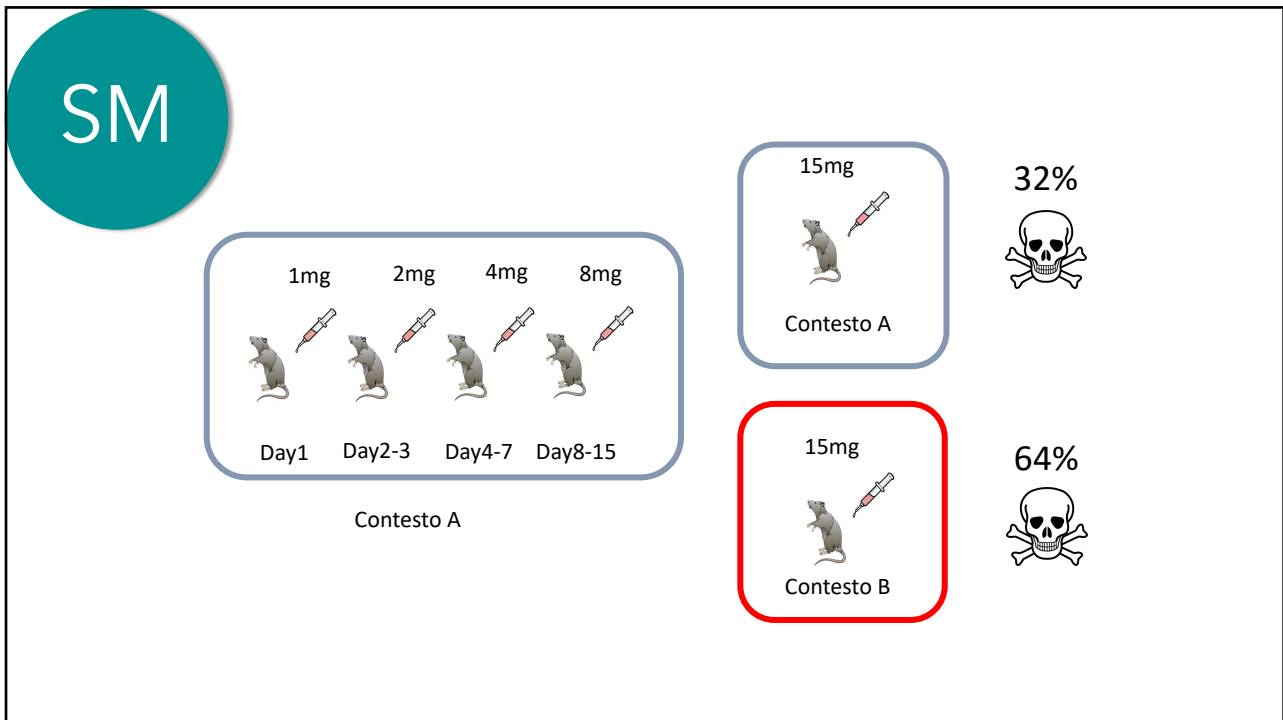 SM
1mg 2mg 4mg 8mg
Day1 Day2-3 Day4-7 Day8-15
Contesto A
15mg
Contesto A
32%
15mg
Contesto B
64%